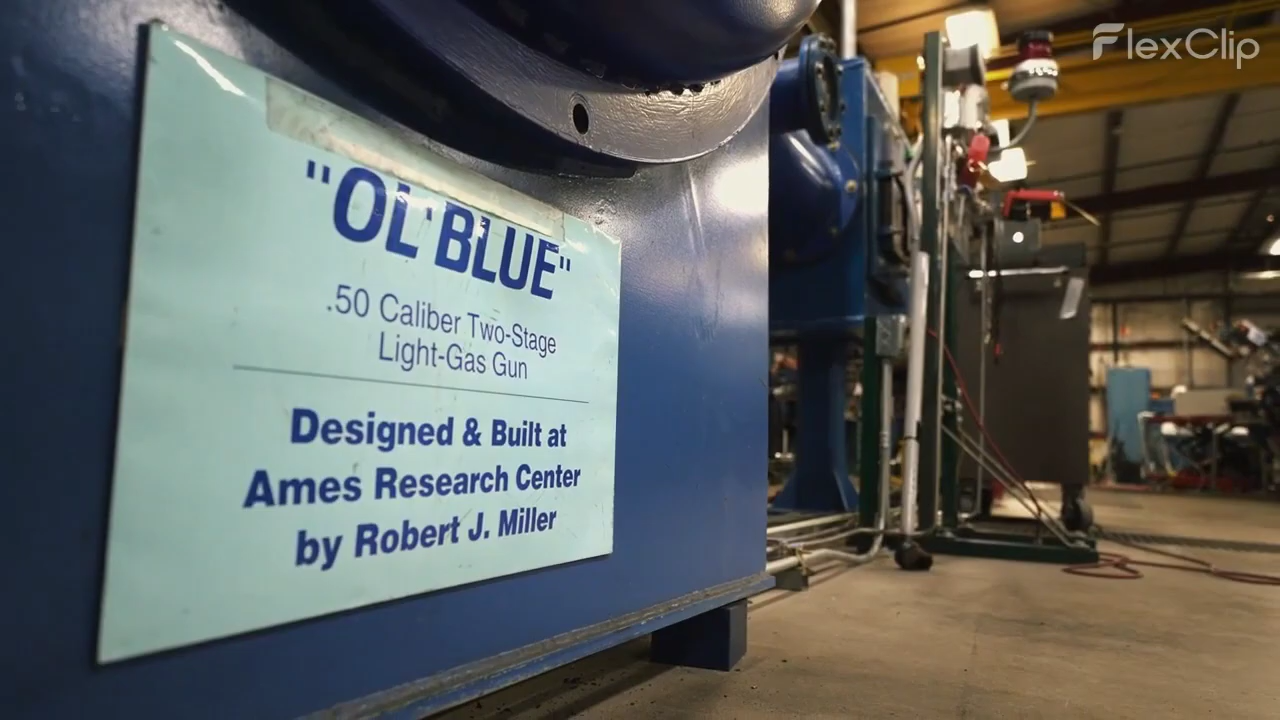 FlexClip
"OL' BLUE"
.50 Caliber Two-Stage
Light-Gas Gun
Designed & Built at
Ames Research Center
by Robert J. Miller